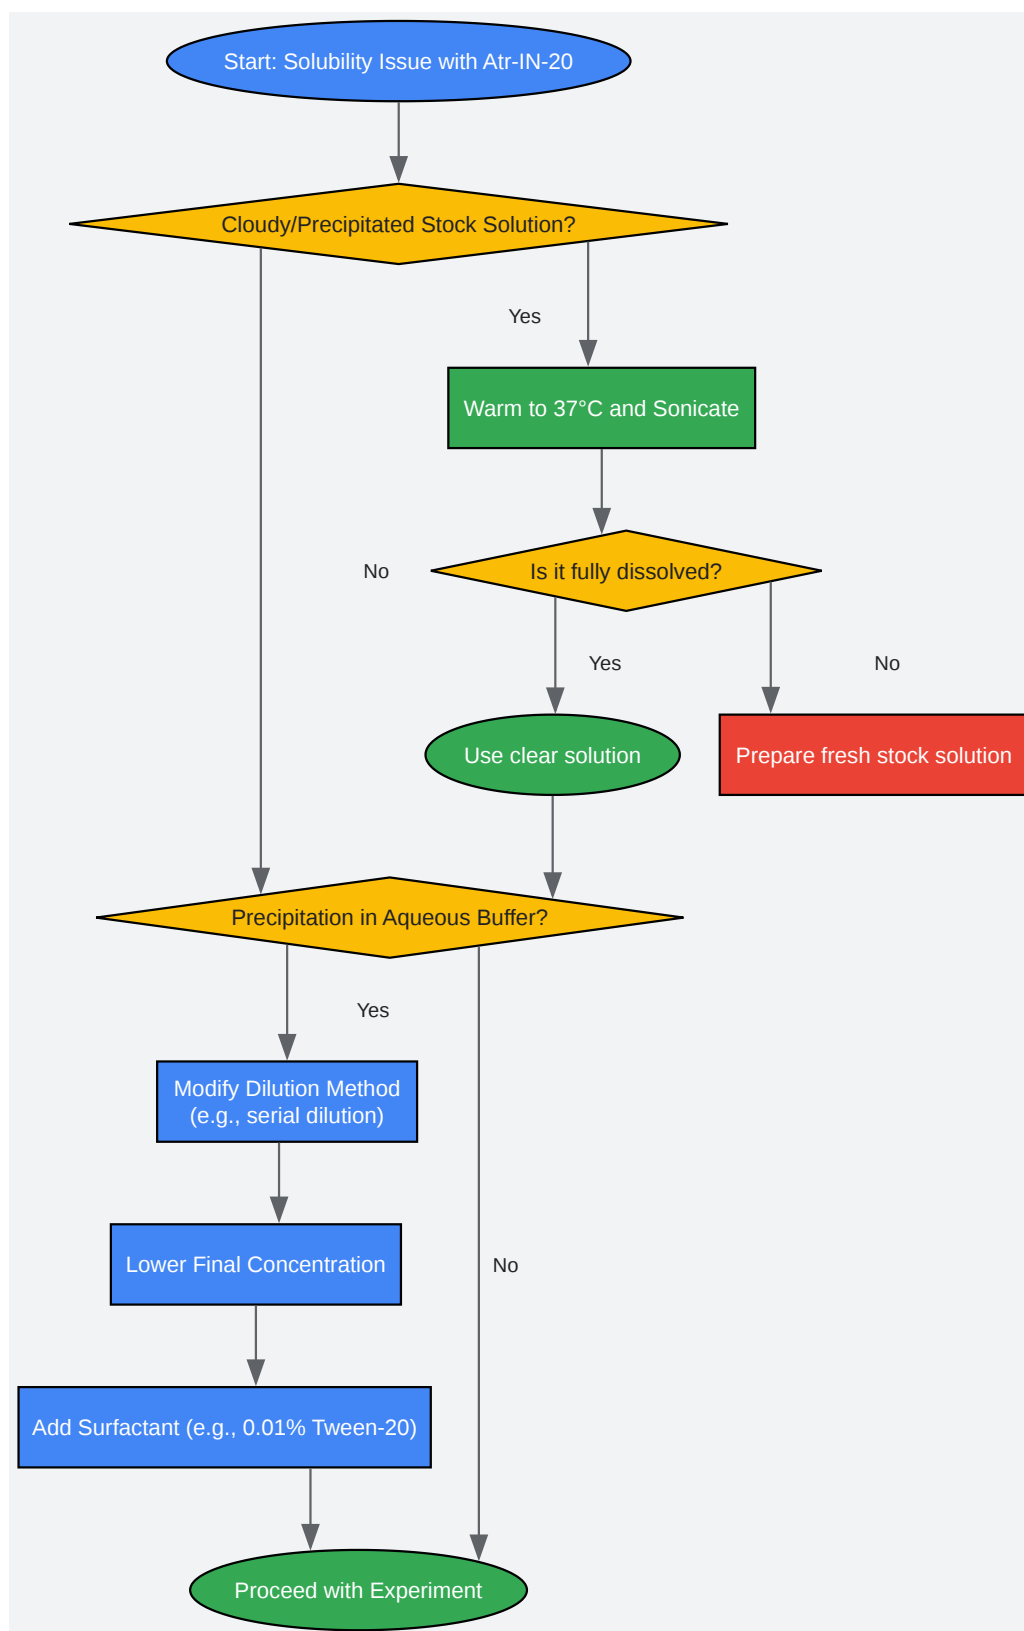 Start: Solubility Issue with Atr-IN-20
Cloudy/Precipitated Stock Solution?
Yes
Warm to 37°C and Sonicate
No
Is it fully dissolved?
Yes
No
Use clear solution
Prepare fresh stock solution
Precipitation in Aqueous Buffer?
Yes
Modify Dilution Method
(e.g., serial dilution)
Lower Final Concentration
No
Add Surfactant (e.g., 0.01% Tween-20)
Proceed with Experiment